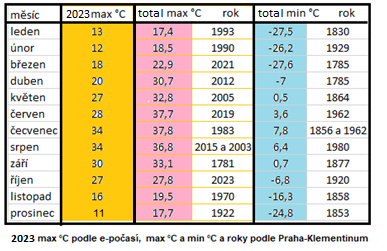 měsíc 2023 max °C total max °C rok total min °C rok
leden 13 17,4 1993 -27,5 1830
únor 12 18,5 1990 -26,2 1929
březen 18 22,9 2021 -27,6 1785
duben 20 30,7 2012 -7 1785
květen 27 32,8 2005 0,5 1864
červen 28 37,7 2019 3,6 1962
čecvenec 34 37,8 1983 7,8 1856 a 1962
srpen 34 36,8 2015 a 2003 6,4 1980
září 30 33,1 1781 0,7 1877
říjen 27 27,8 2023 -6,8 1920
listopad 16 19,5 1970 -16,3 1858
prosinec 11 17,7 1922 -24,8 1853
2023 max °C podle e-počasí, max °C a min °C a roky podle Praha-Klementinum